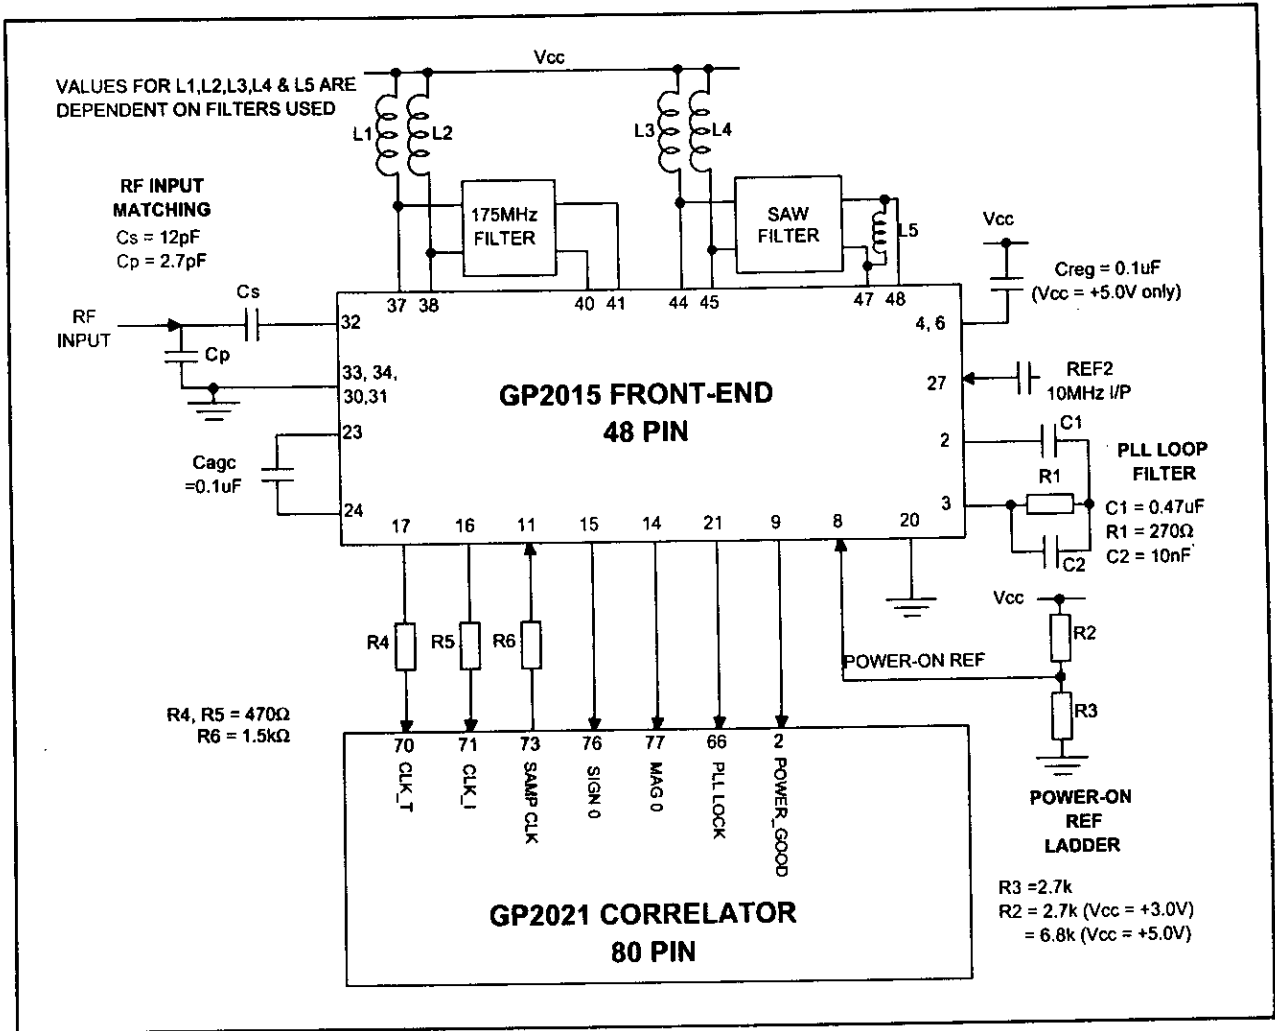 Vcc
VALUES FOR L1,L2,L3,L4 & L5 ARE
DEPENDENT ON FILTERS USED
L1
L2
L3
L4
RF INPUT
MATCHING
Cs = 12pF
Cp = 2.7pF
175MHz
FILTER
SAW
FILTER
L5
Vcc
Creg = 0.1uF
(Vcc = +5.0V only)
37
38
40
41
44
45
47
48
Cs
RF
INPUT
32
4, 6
Cp
33, 34,
30,31
GP2015 FRONT-END
48 PIN
27
REF2
10MHz I/P
23
Cagc
=0.1uF
24
2
C1
PLL LOOP
FILTER
R1
3
C1 = 0.47uF
R1 = 270Ω
C2 = 10nF
C2
17
16
11
15
14
21
9
8
20
Vcc
R4
R5
R6
R2
POWER-ON REF
R3
R4, R5 = 470Ω
R6 = 1.5kΩ
70
71
73
76
77
66
2
CLK_T
CLK_I
SAMP CLK
SIGN 0
MAG 0
PLL LOCK
POWER_GOOD
POWER-ON
REF
LADDER
GP2021 CORRELATOR
80 PIN
R3 =2.7k
R2 = 2.7k (Vcc = +3.0V)
= 6.8k (Vcc = +5.0V)